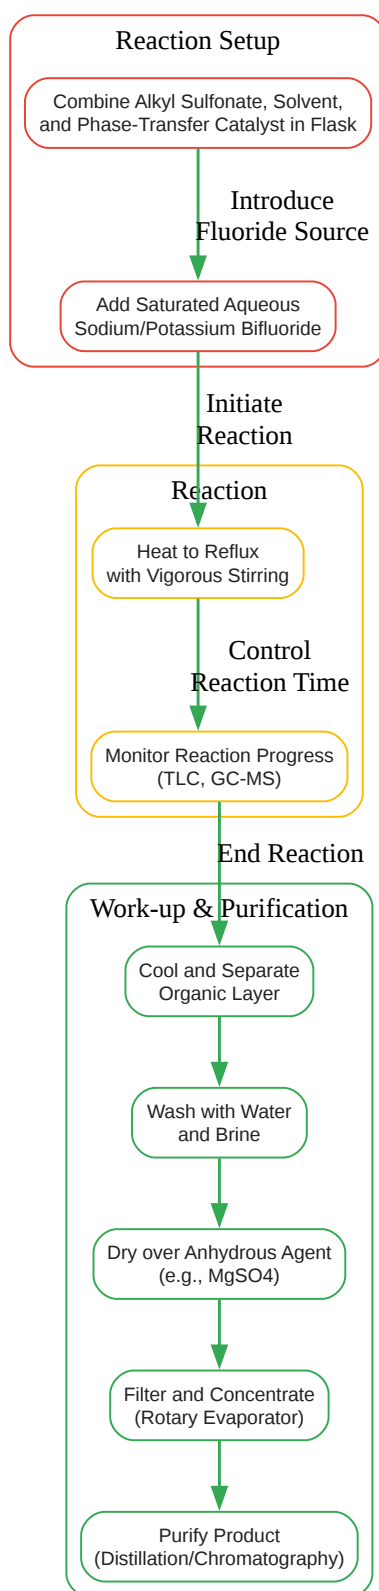 Reaction Setup
Combine Alkyl Sulfonate, Solvent,
and Phase-Transfer Catalyst in Flask
Introduce
Fluoride Source
Add Saturated Aqueous
Sodium/Potassium Bifluoride
Initiate
Reaction
Reaction
Heat to Reflux
with Vigorous Stirring
Control
Reaction Time
Monitor Reaction Progress
(TLC, GC-MS)
End Reaction
Work-up & Purification
Cool and Separate
Organic Layer
Wash with Water
and Brine
Dry over Anhydrous Agent
(e.g., MgSO4)
Filter and Concentrate
(Rotary Evaporator)
Purify Product
(Distillation/Chromatography)